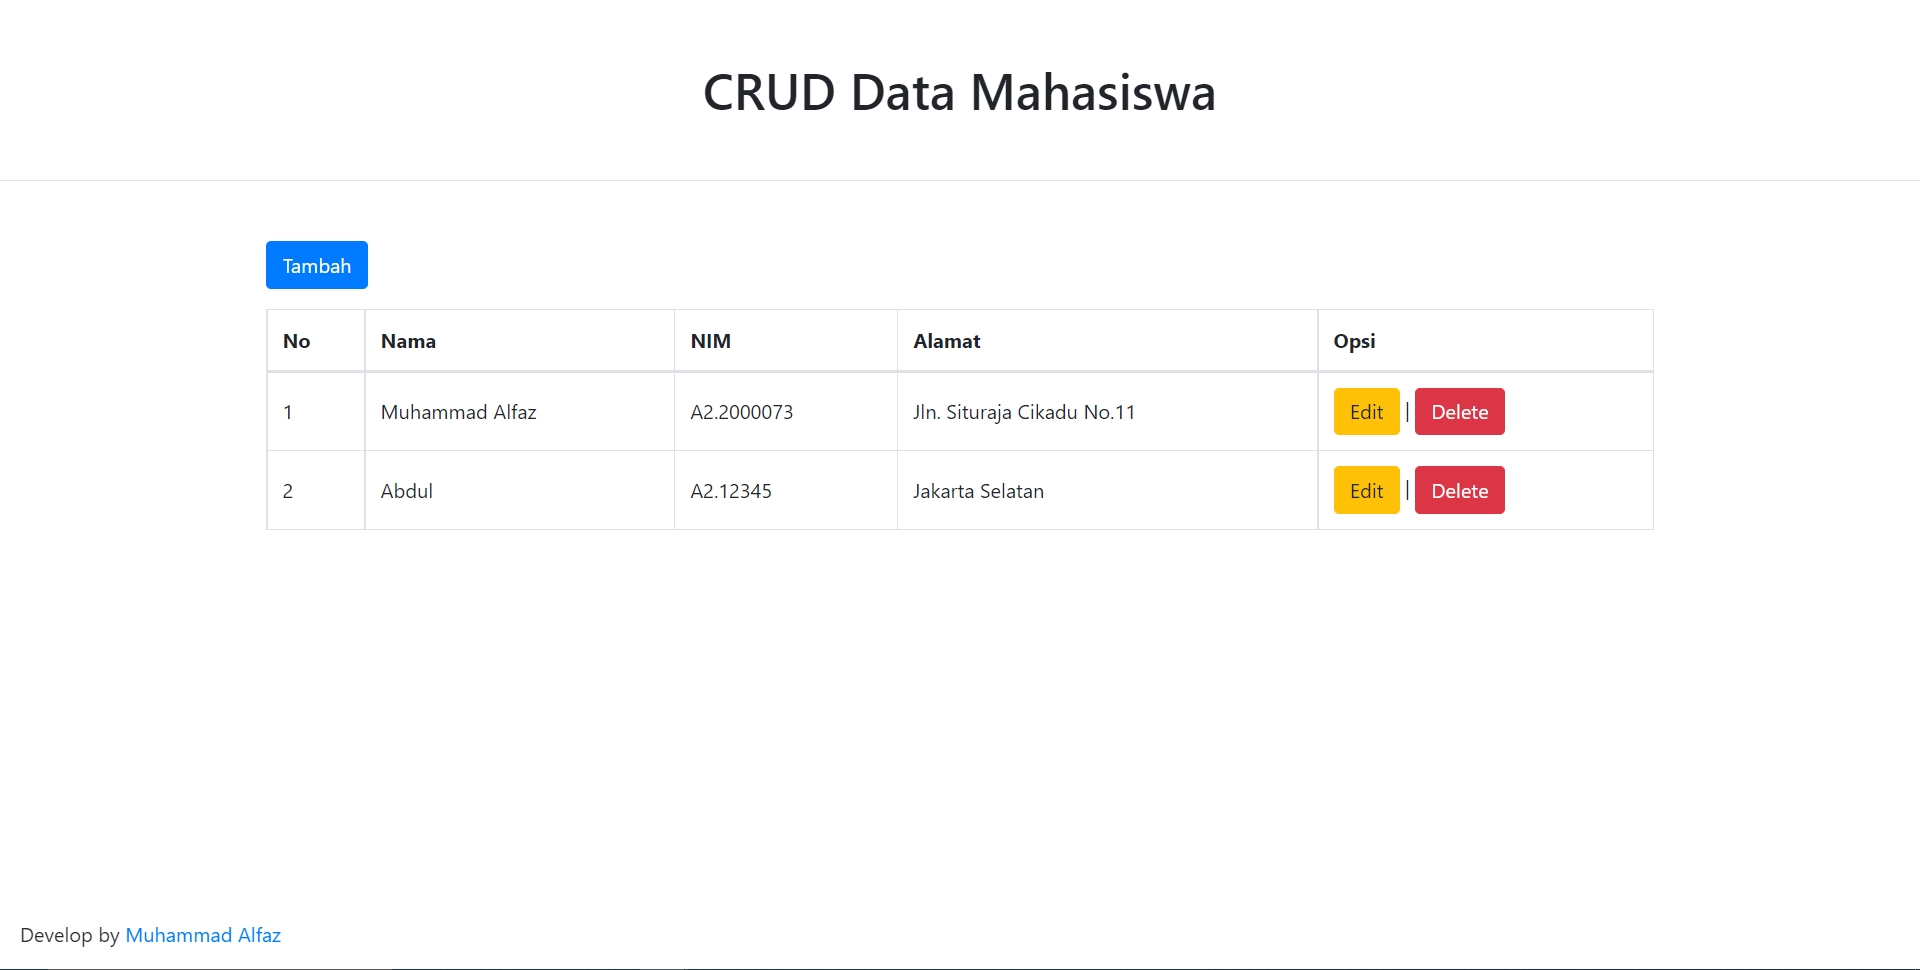 CRUD Data Mahasiswa
Tambah
No Nama NIM Alamat Opsi
1 Muhammad Alfaz A2.2000073 Jln. Situraja Cikadu No.11 Edit | Delete
2 Abdul A2.12345 Jakarta Selatan Edit | Delete
Develop by Muhammad Alfaz